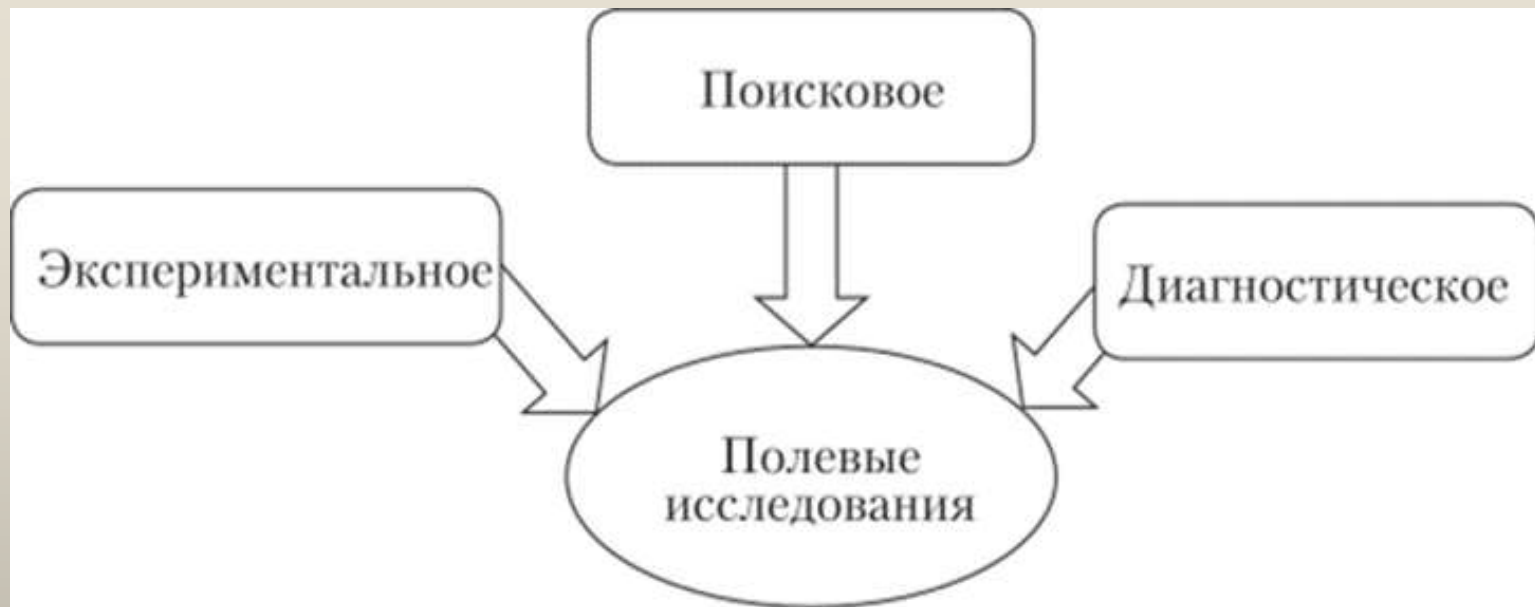 Поисковое
Экспериментальное
Диагностическое
Полевые
исследования